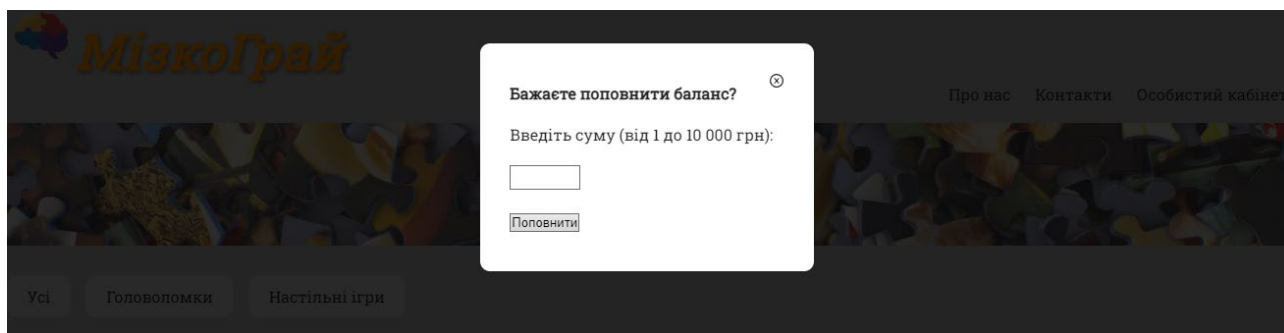 МізкоГрай
Про нас Контакти Особистий кабінет
Бажаєте поповнити баланс?
Введіть суму (від 1 до 10 000 грн):
Поповнити
Усі Головоломки Настільні ігри